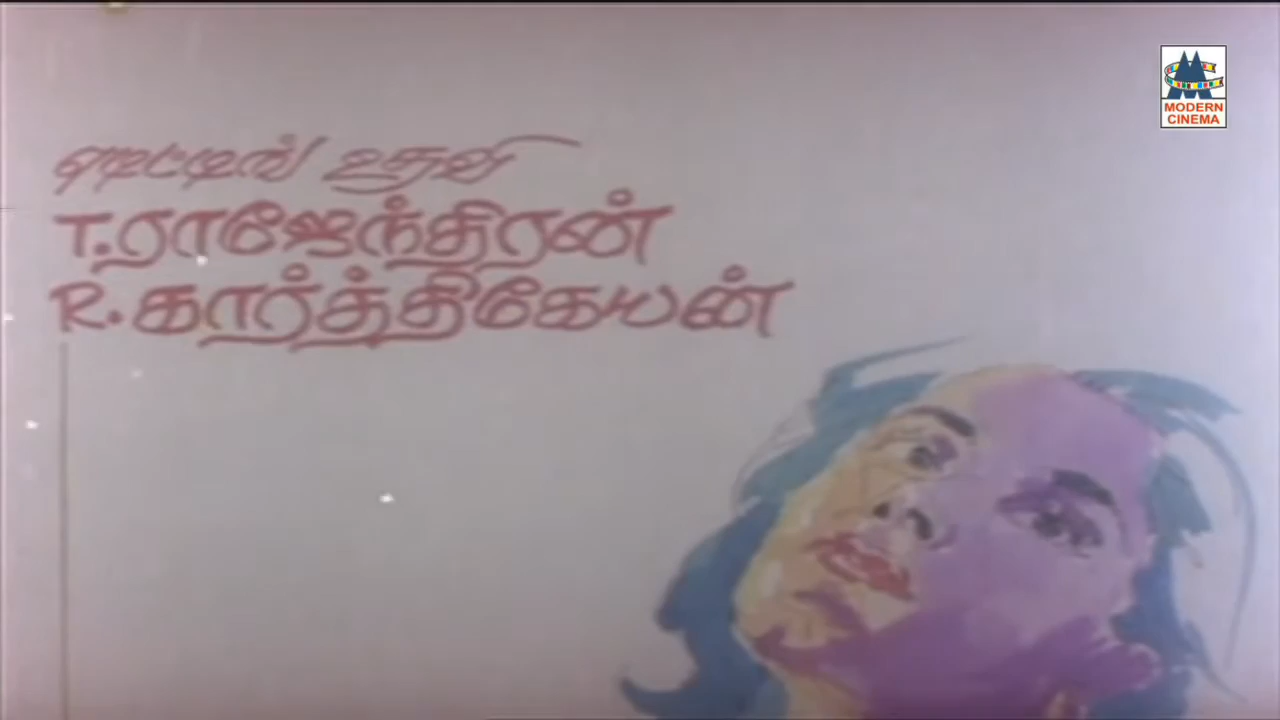 எடிட்டிங் உதவி
T. ராஜேந்திரன்
R. கார்த்திகேயன்
MODERN
CINEMA